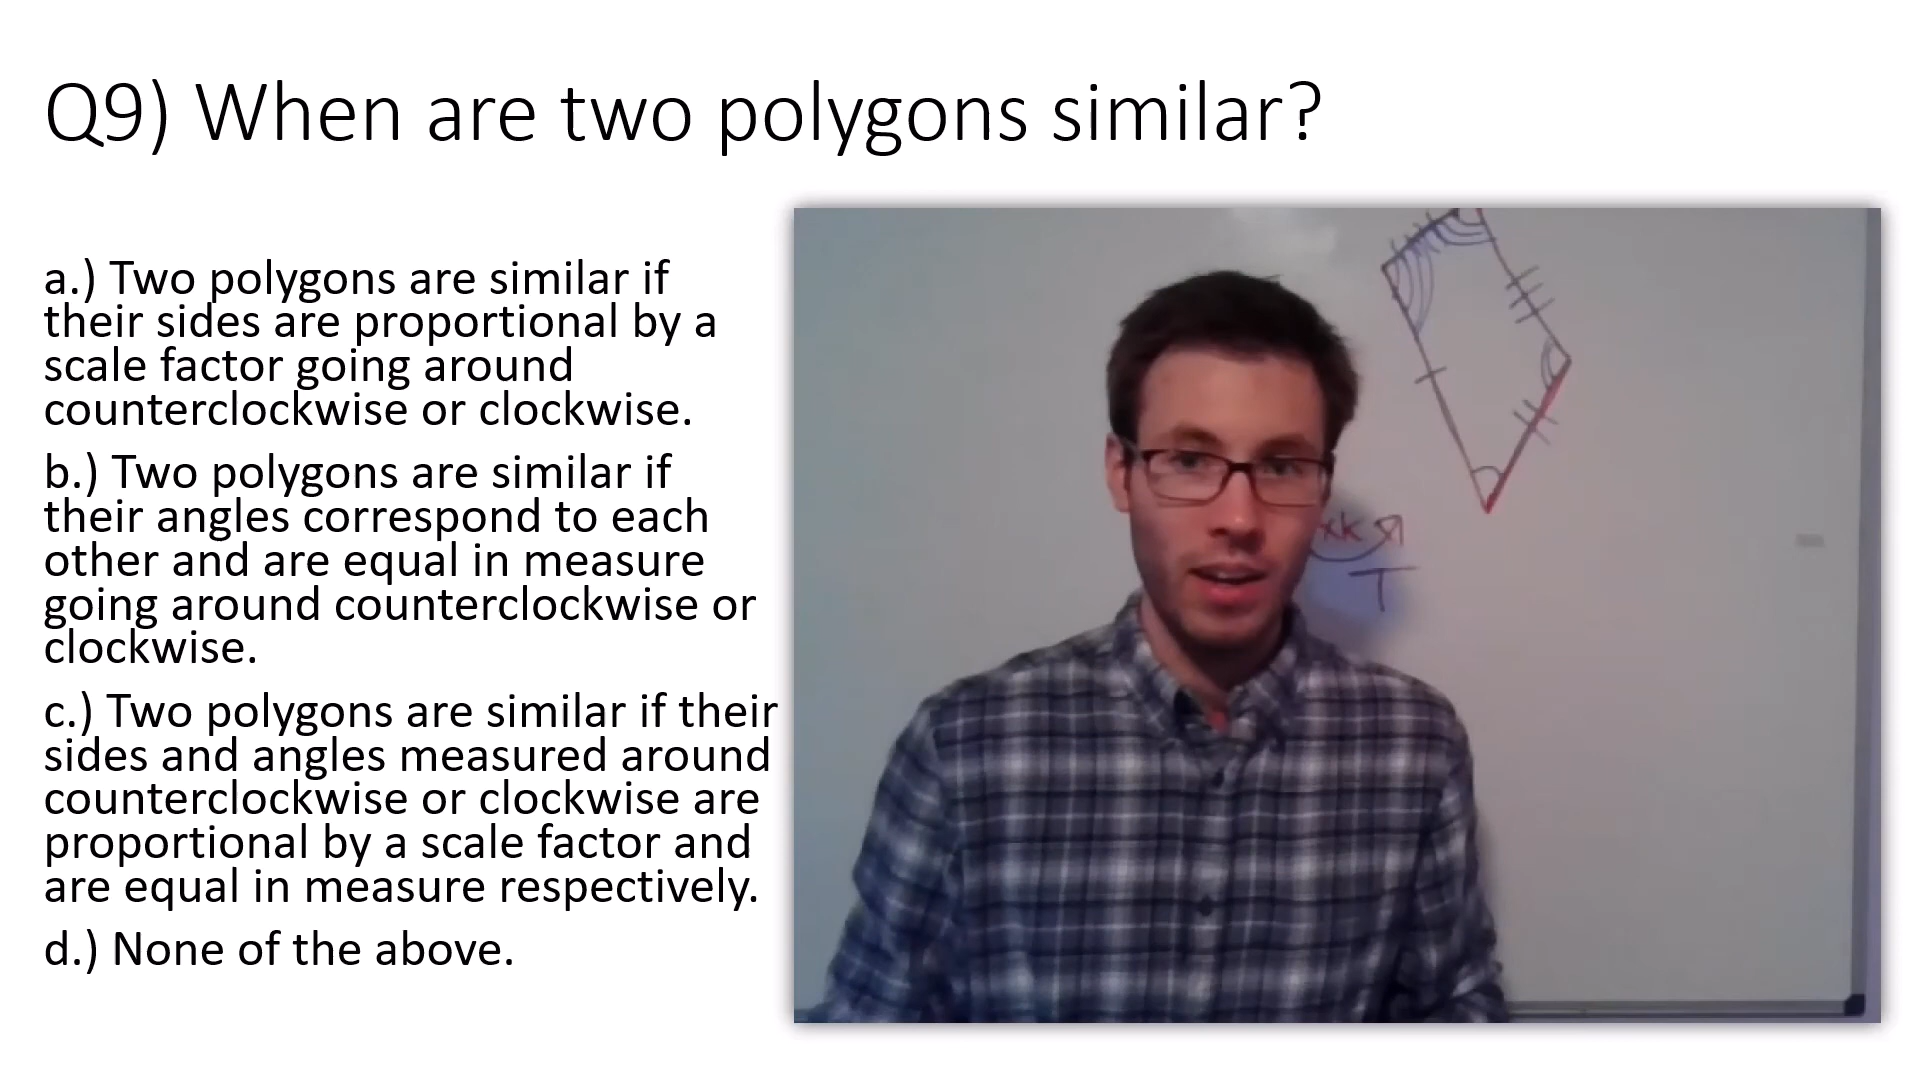 Q9) When are two polygons similar?
a.) Two polygons are similar if
their sides are proportional by a
scale factor going around
counterclockwise or clockwise.
b.) Two polygons are similar if
their angles correspond to each
other and are equal in measure
going around counterclockwise or
clockwise.
c.) Two polygons are similar if their
sides and angles measured around
counterclockwise or clockwise are
proportional by a scale factor and
are equal in measure respectively.
d.) None of the above.